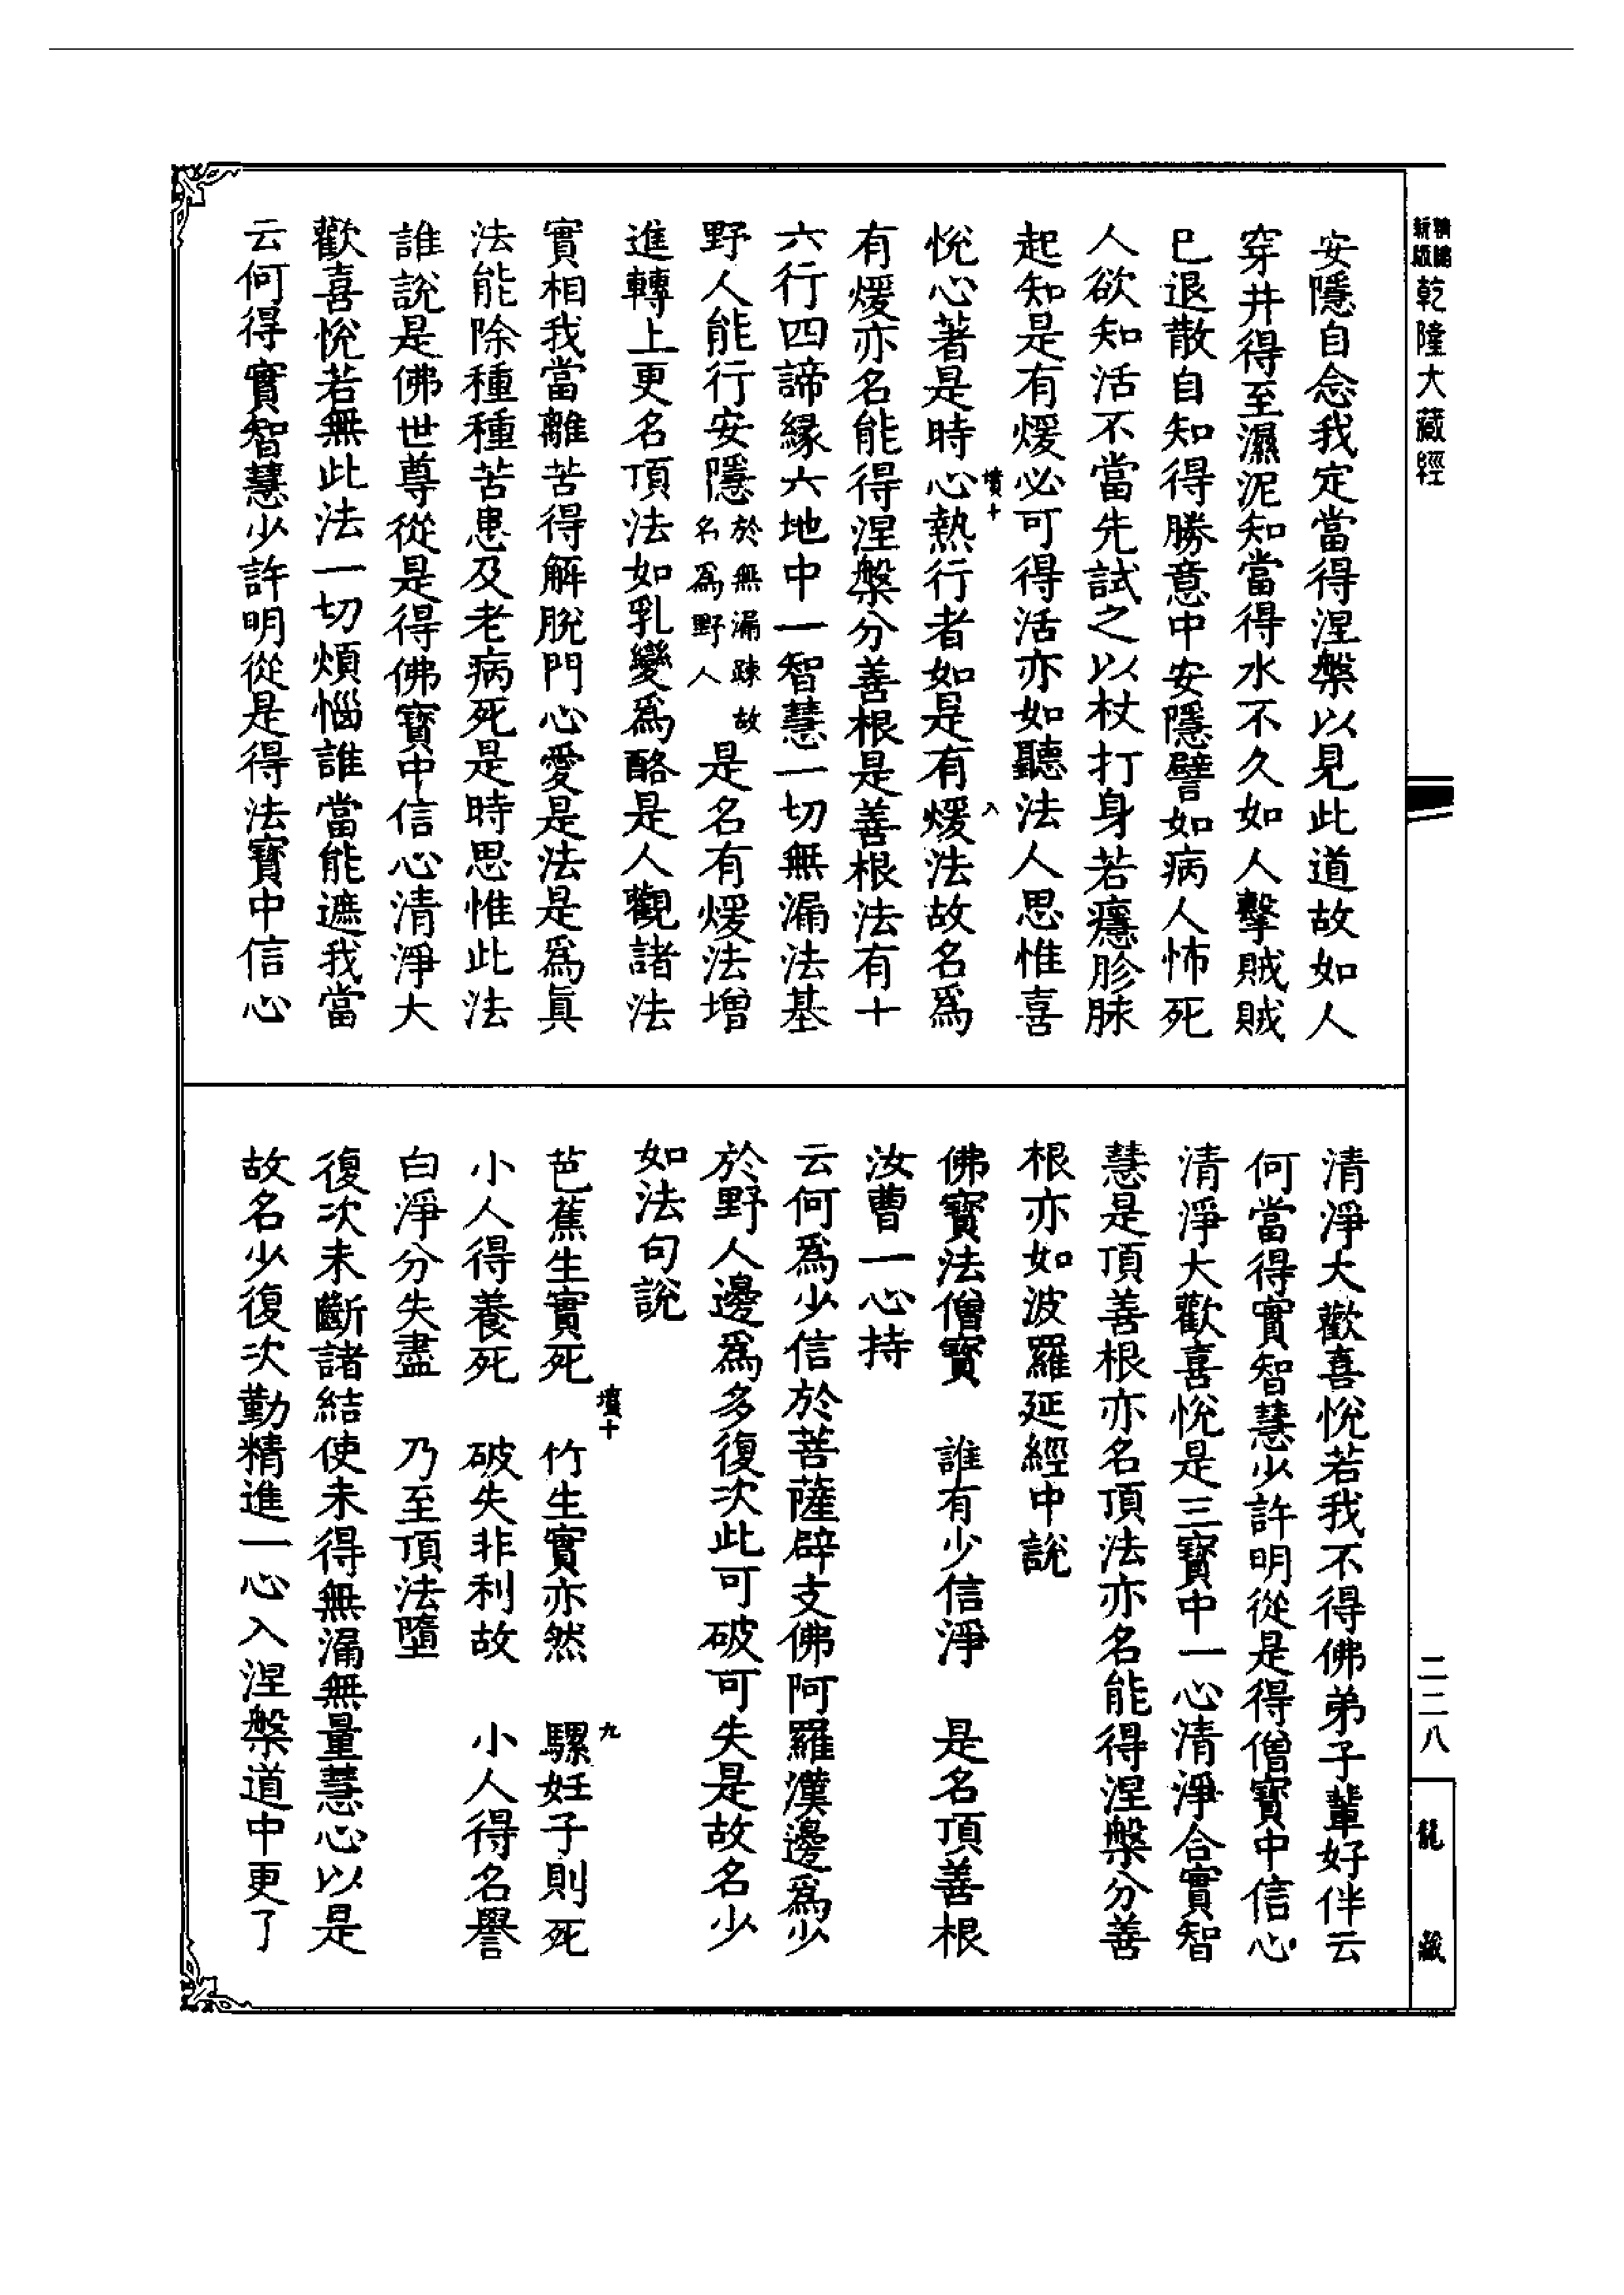 乾隆大藏經
安隱自念我定當得涅槃以見此道故如人
穿井得至濕泥知當得水不久如人擊賊賊
已退散自知得勝意中安隱譬如病人怖死
人欲知活不當先試之以杖打身若癮胗脉
起知是有煖必可得活亦如聽法人思惟喜
悅心著是時心熱行者如是有煖法故名爲
有煖亦名能得涅槃分善根是善根法有十
六行四諦緣六地中一智慧一切無漏法基
野人能行安隱於無漏踈故名爲野人是名有煖法增
進轉上更名頂法如乳變爲酪是人觀諸法
實相我當離苦得解脫門心愛是法是爲眞
法能除種種苦患及老病死是時思惟此法
誰說是佛世尊從是得佛寶中信心清淨大
歡喜悅若無此法一切煩惱誰當能遮我當
云何得實智慧少許明從是得法寶中信心
清淨大歡喜悅若我不得佛弟子輩好伴云
何當得實智慧少許明從是得僧寶中信心
清淨大歡喜悅是三寶中一心清淨合實智
慧是頂善根亦名頂法亦名能得涅槃分善
根亦如波羅延經中說
佛寶法僧寶　誰有少信淨　是名頂善根
汝曹一心持
云何爲少信於菩薩辟支佛阿羅漢邊爲少
於野人邊爲多復次此可破可失是故名少
如法句說
芭蕉生實死　竹生實亦然　騾妊子則死
小人得養死　破失非利故　小人得名譽
白淨分失盡　乃至頂法墮
復次未斷諸結使未得無漏無量慧心以是
故名少復次勤精進一心入涅槃道中更了
二二八
龍藏